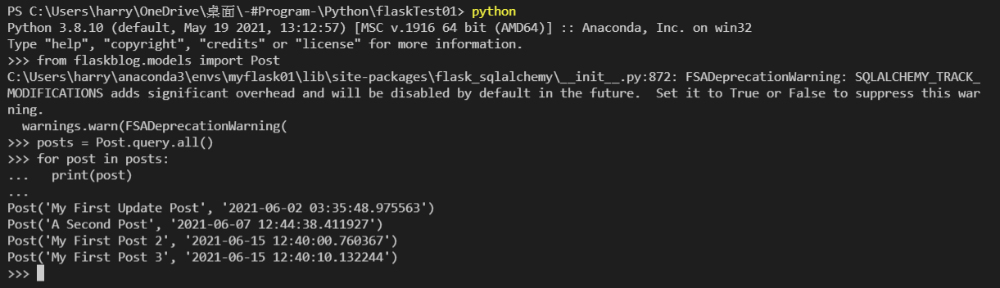 PS C:\Users\harry\OneDrive\桌面\-#Program-\Python\flaskTest01> python
Python 3.8.10 (default, May 19 2021, 13:12:57) [MSC v.1916 64 bit (AMD64)] :: Anaconda, Inc. on win32
Type "help", "copyright", "credits" or "license" for more information.
>>> from flaskblog.models import Post
C:\Users\harry\anaconda3\envs\myflask01\lib\site-packages\flask_sqlalchemy\__init__.py:872: FSADeprecationWarning: SQLALCHEMY_TRACK_
MODIFICATIONS adds significant overhead and will be disabled by default in the future.  Set it to True or False to suppress this war
ning.
  warnings.warn(FSADeprecationWarning(
>>> posts = Post.query.all()
>>> for post in posts:
...   print(post)
...
Post('My First Update Post', '2021-06-02 03:35:48.975563')
Post('A Second Post', '2021-06-07 12:44:38.411927')
Post('My First Post 2', '2021-06-15 12:40:00.760367')
Post('My First Post 3', '2021-06-15 12:40:10.132244')
>>>